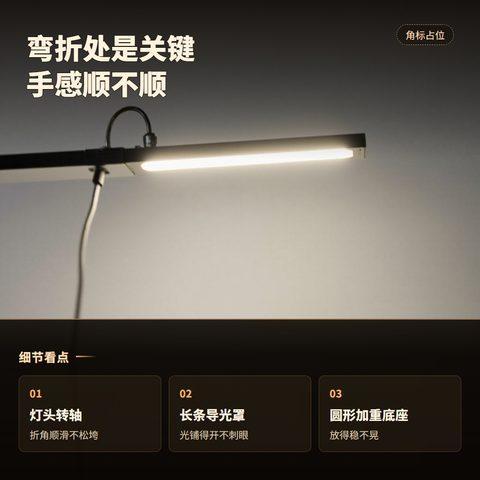 弯折处是关键
手感顺不顺
角标占位
细节看点
01
灯头转轴
折角顺滑不松垮
02
长条导光罩
光铺得开不刺眼
03
圆形加重底座
放得稳不晃